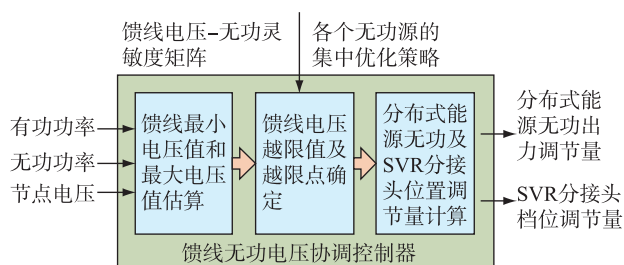 馈线电压-无功灵
敏度矩阵
各个无功源的
集中优化策略
有功功率
无功功率
节点电压
馈线最小
电压值和
最大电压
值估算
馈线电压
越限值及
越限点确
定
分布式能
源无功及
SVR分接
头位置调
节量计算
分布式能
源无功出
力调节量
SVR分接头
档位调节量
馈线无功电压协调控制器